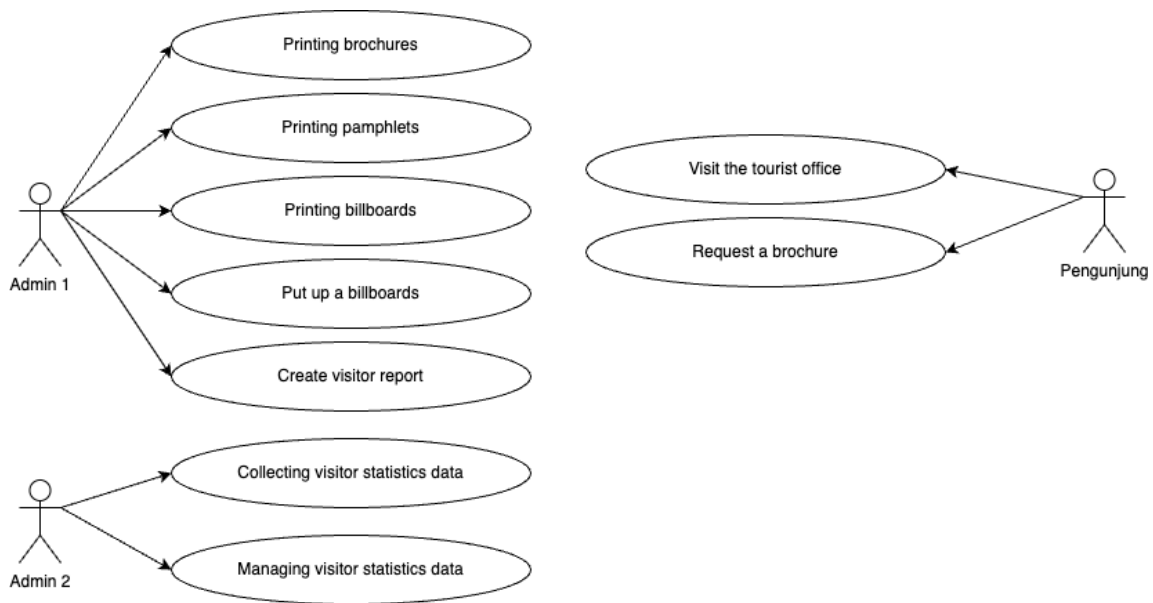 Printing brochures
Printing pamphlets
Printing billboards
Put up a billboards
Create visitor report
Admin 1
Collecting visitor statistics data
Managing visitor statistics data
Admin 2
Visit the tourist office
Request a brochure
Pengunjung